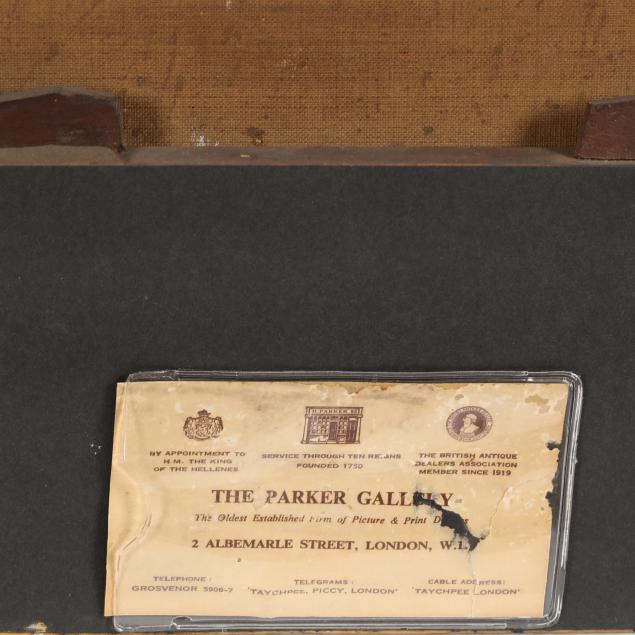 H. PARKER
BY APPOINTMENT TO
H.M. THE KING
OF THE HELLENES
SERVICE THROUGH TEN REIGNS
FOUNDED 1750
THE BRITISH ANTIQUE
DEALERS ASSOCIATION
MEMBER SINCE 1919
THE PARKER GALLERY
The Oldest Established Firm of Picture & Print Dealers
2 ALBEMARLE STREET, LONDON, W.1.
TELEPHONE:
GROSVENOR 5906-7
TELEGRAMS:
"TAYCHPEE, PICCY, LONDON"
CABLE ADDRESS:
"TAYCHPEE LONDON"